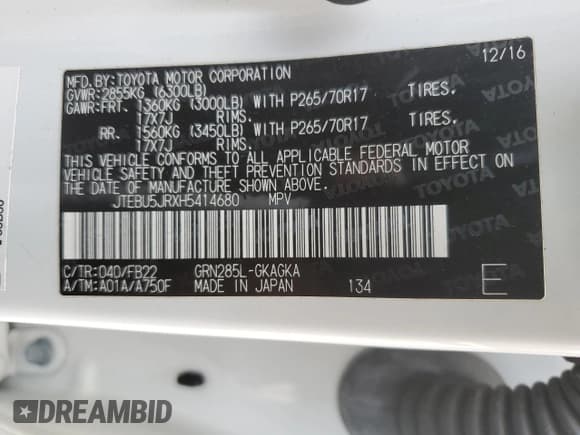 12/16
MFD.BY: TOYOTA MOTOR CORPORATION
GVWR: 2855KG (6300LB)
GAWR: FRT. 1360KG (3000LB) WITH P265/70R17 TIRES.
17X7J RIMS.
RR. 1560KG (3450LB) WITH P265/70R17 TIRES.
17X7J RIMS.
THIS VEHICLE CONFORMS TO ALL APPLICABLE FEDERAL MOTOR
VEHICLE SAFETY AND THEFT PREVENTION STANDARDS IN EFFECT ON
THE DATE OF MANUFACTURE SHOWN ABOVE.
JTEBU5JRXH5414680 MPV
C/TR: 040/FB22 GRN285L-GKAGKA
A/TM: A01A/A750F MADE IN JAPAN 134 E
DREAMBID